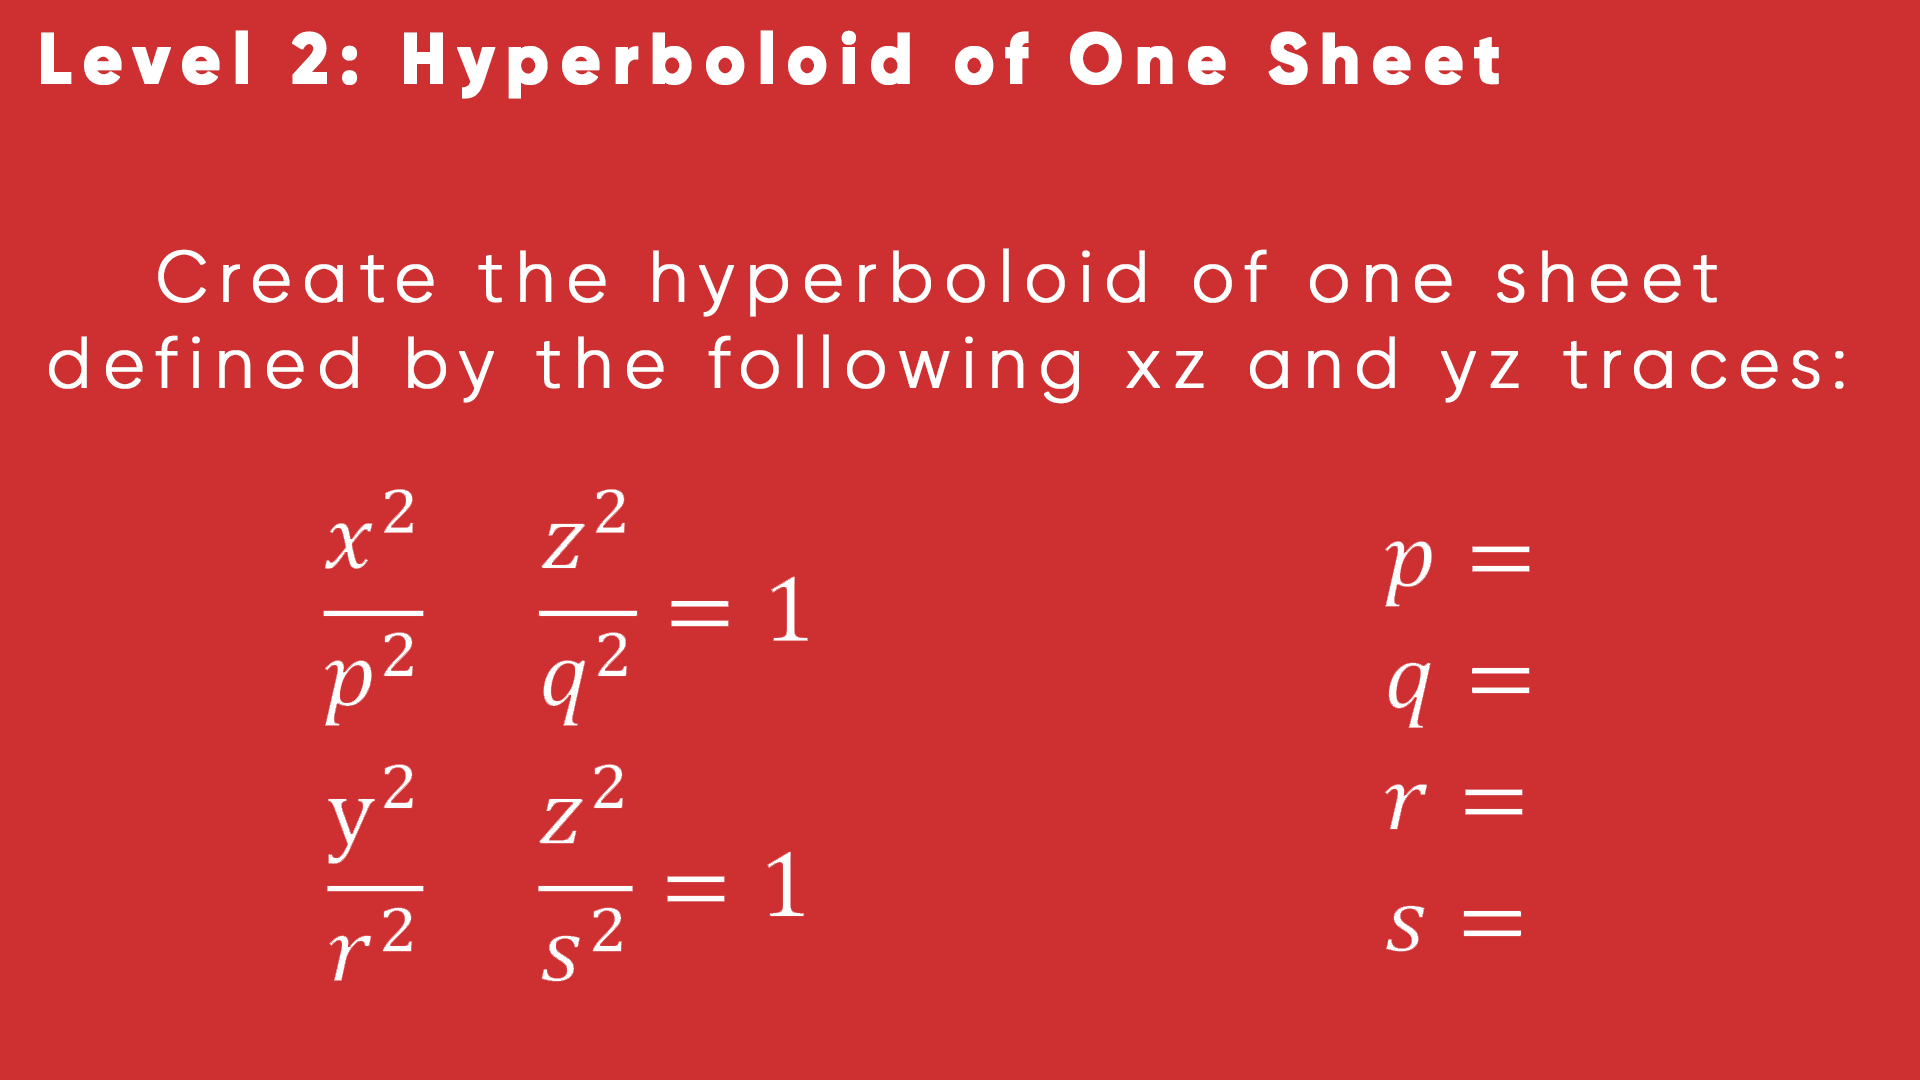 Level 2: Hyperboloid of One Sheet
Create the hyperboloid of one sheet
defined by the following xz and yz traces:
x²/p² z²/q² = 1
y²/r² z²/s² = 1
p =
q =
r =
s =